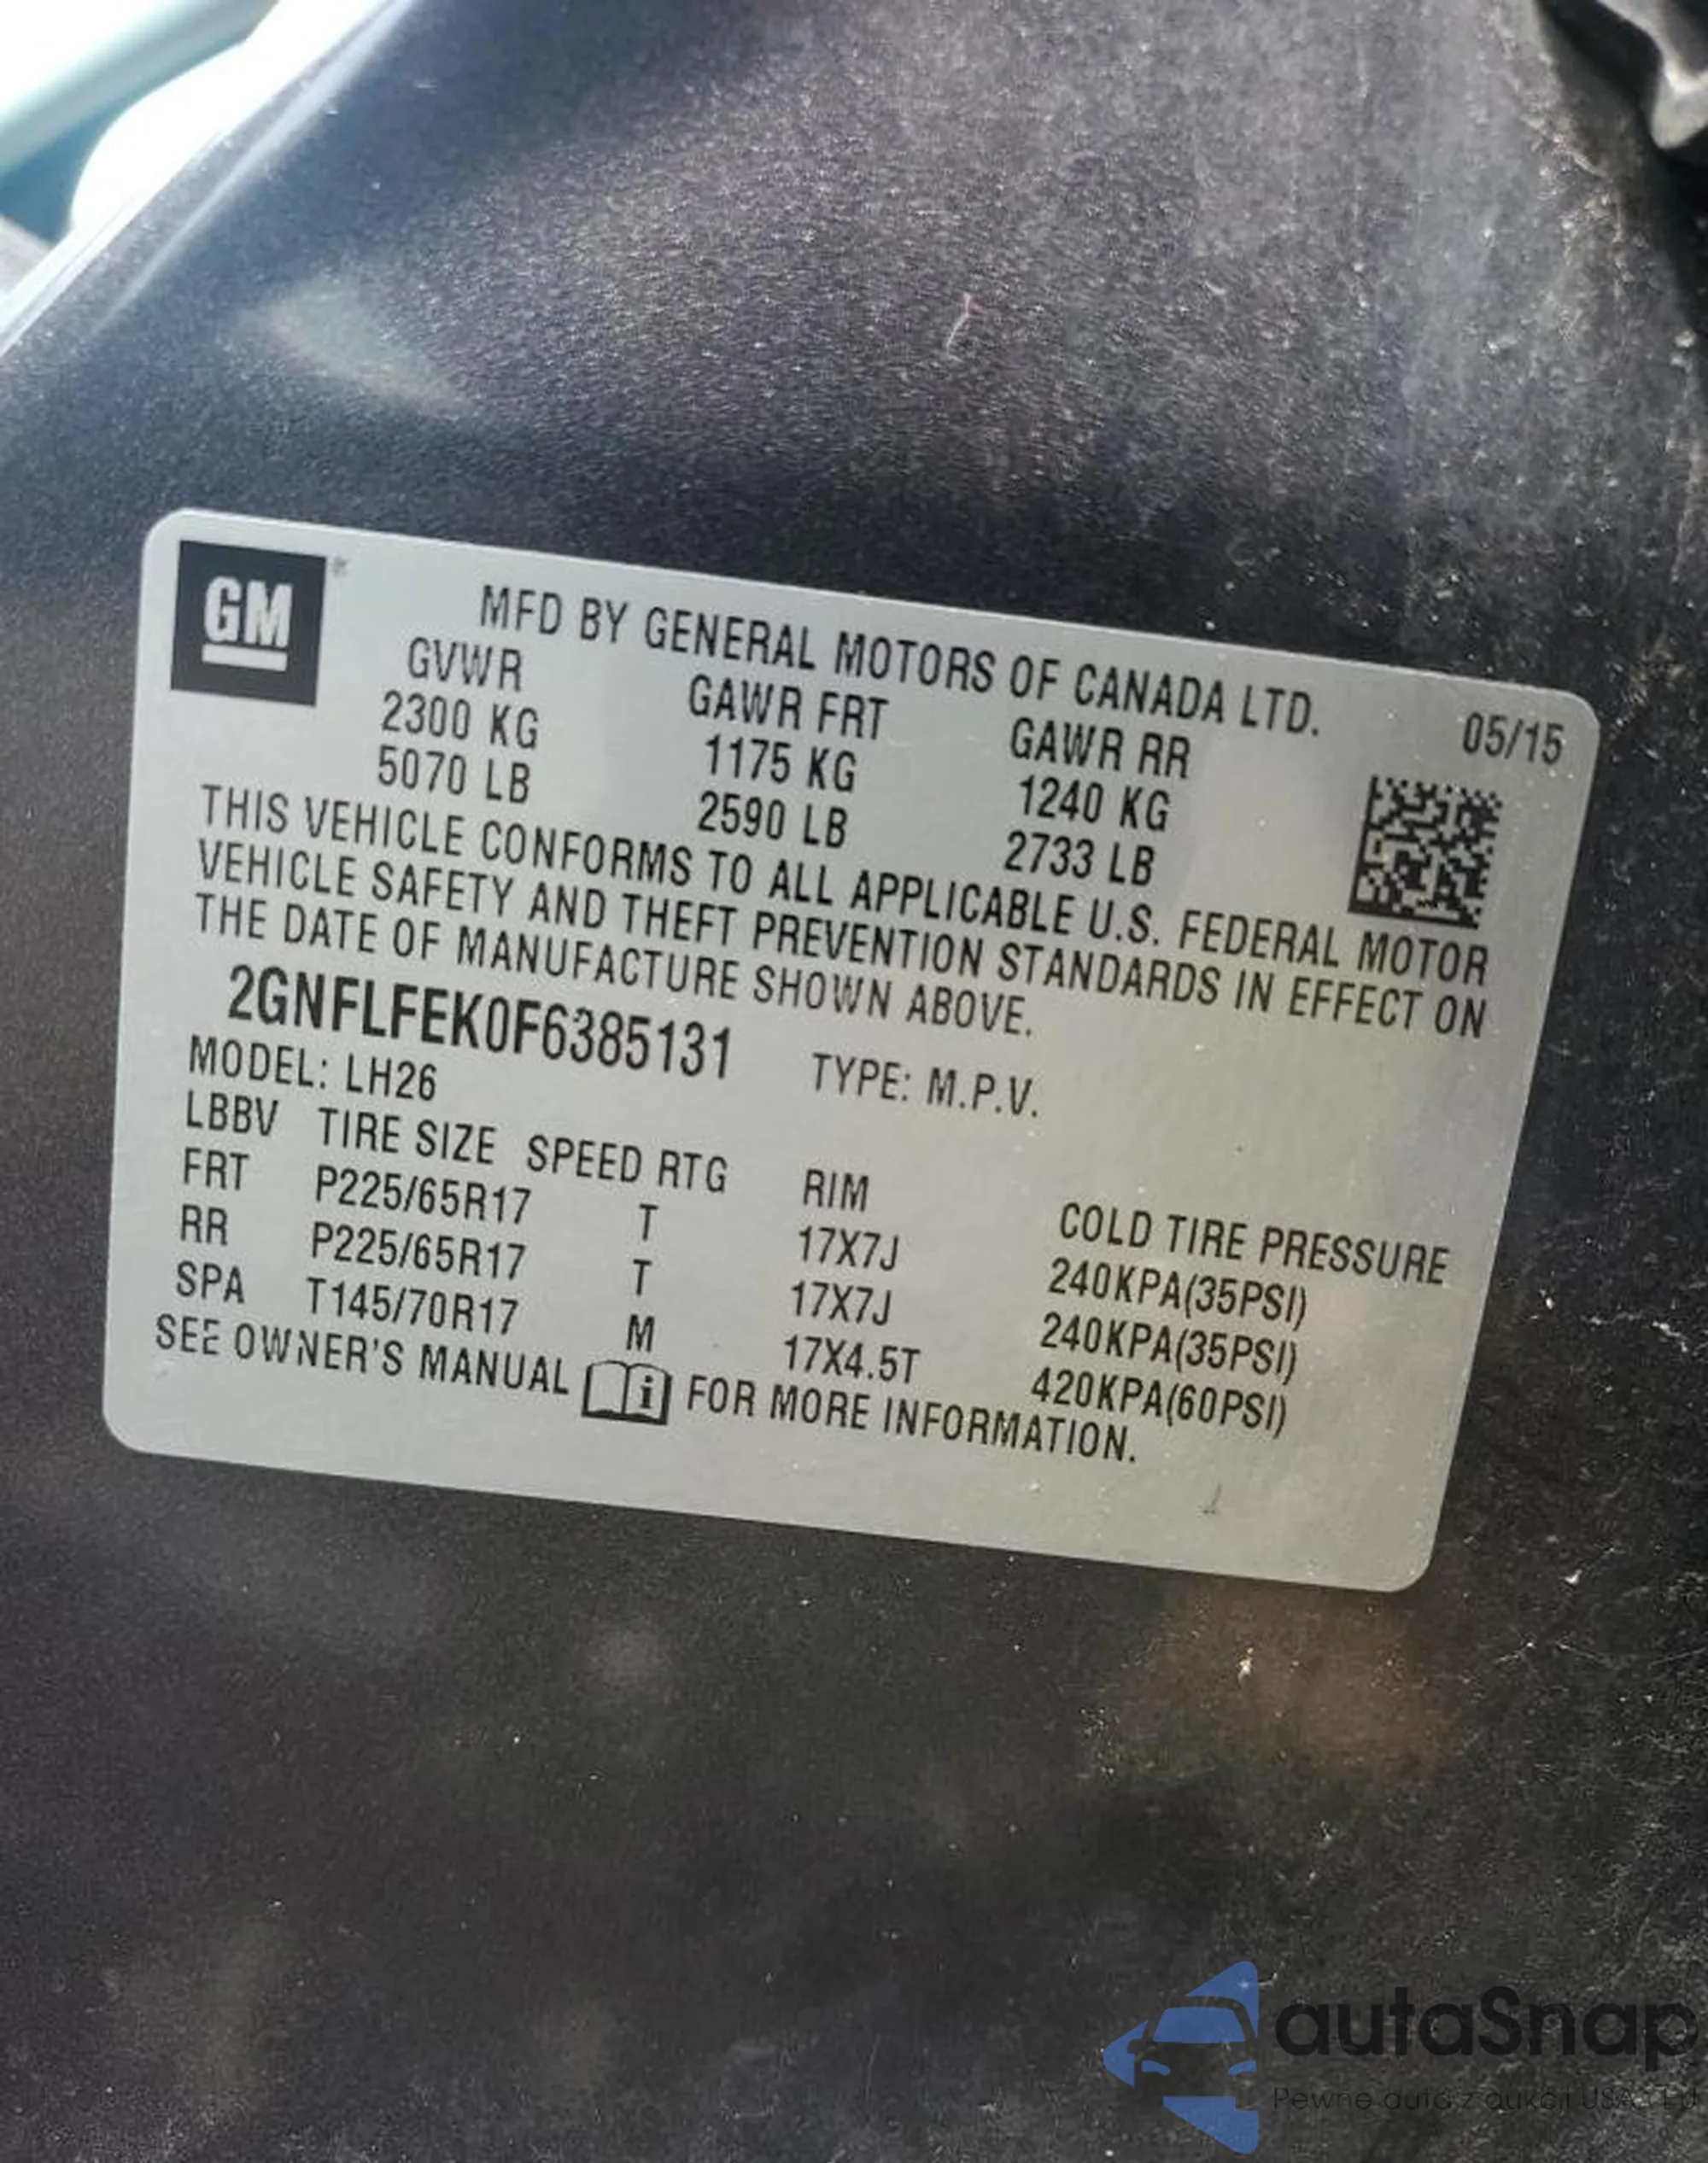 GM
MFD BY GENERAL MOTORS OF CANADA LTD.
05/15
GVWR GAWR FRT GAWR RR
2300 KG 1175 KG 1240 KG
5070 LB 2590 LB 2733 LB
THIS VEHICLE CONFORMS TO ALL APPLICABLE U.S. FEDERAL MOTOR
VEHICLE SAFETY AND THEFT PREVENTION STANDARDS IN EFFECT ON
THE DATE OF MANUFACTURE SHOWN ABOVE.
2GNFLFEK0F6385131 TYPE: M.P.V.
MODEL: LH26
LBBV TIRE SIZE SPEED RTG RIM COLD TIRE PRESSURE
FRT P225/65R17 T 17X7J 240KPA(35PSI)
RR P225/65R17 T 17X7J 240KPA(35PSI)
SPA T145/70R17 M 17X4.5T 420KPA(60PSI)
SEE OWNER'S MANUAL i FOR MORE INFORMATION.
autaSnap
Pewne auta z aukcji USA